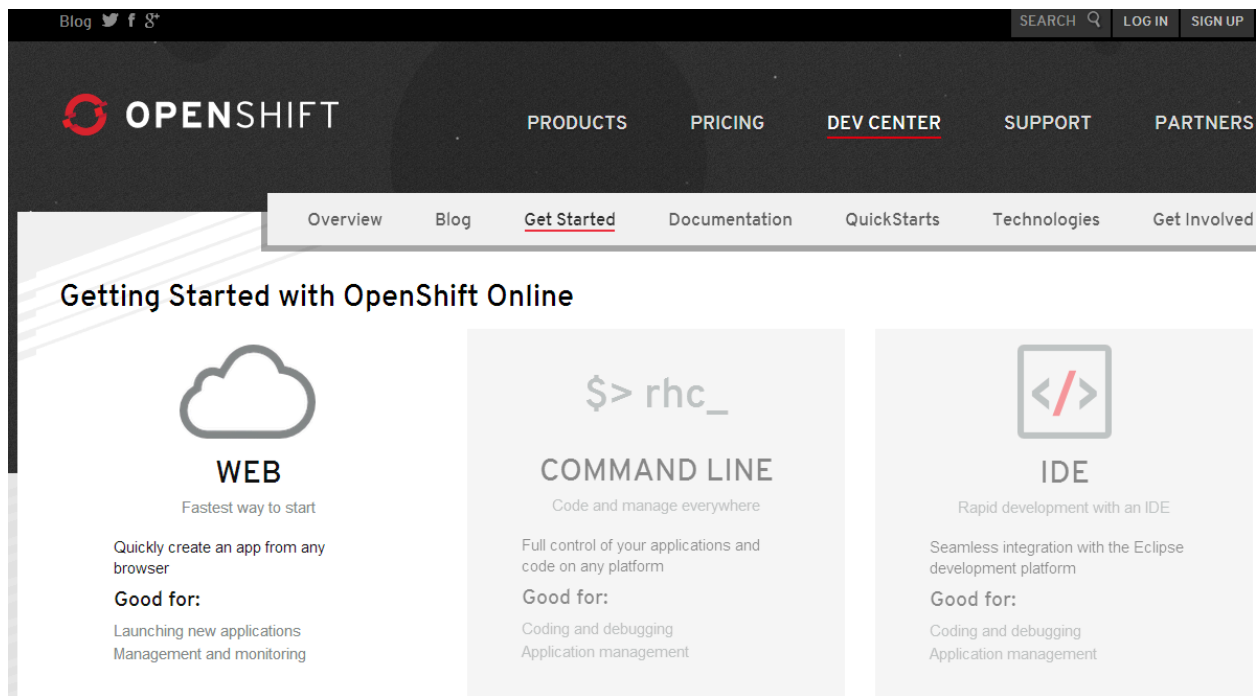 Blog
SEARCH LOG IN SIGN UP
OPENSHIFT
PRODUCTS PRICING DEV CENTER SUPPORT PARTNERS
Overview Blog Get Started Documentation QuickStarts Technologies Get Involved
Getting Started with OpenShift Online
WEB
Fastest way to start
Quickly create an app from any
browser
Good for:
Launching new applications
Management and monitoring
$> rhc_
COMMAND LINE
Code and manage everywhere
Full control of your applications and
code on any platform
Good for:
Coding and debugging
Application management
</>
IDE
Rapid development with an IDE
Seamless integration with the Eclipse
development platform
Good for:
Coding and debugging
Application management